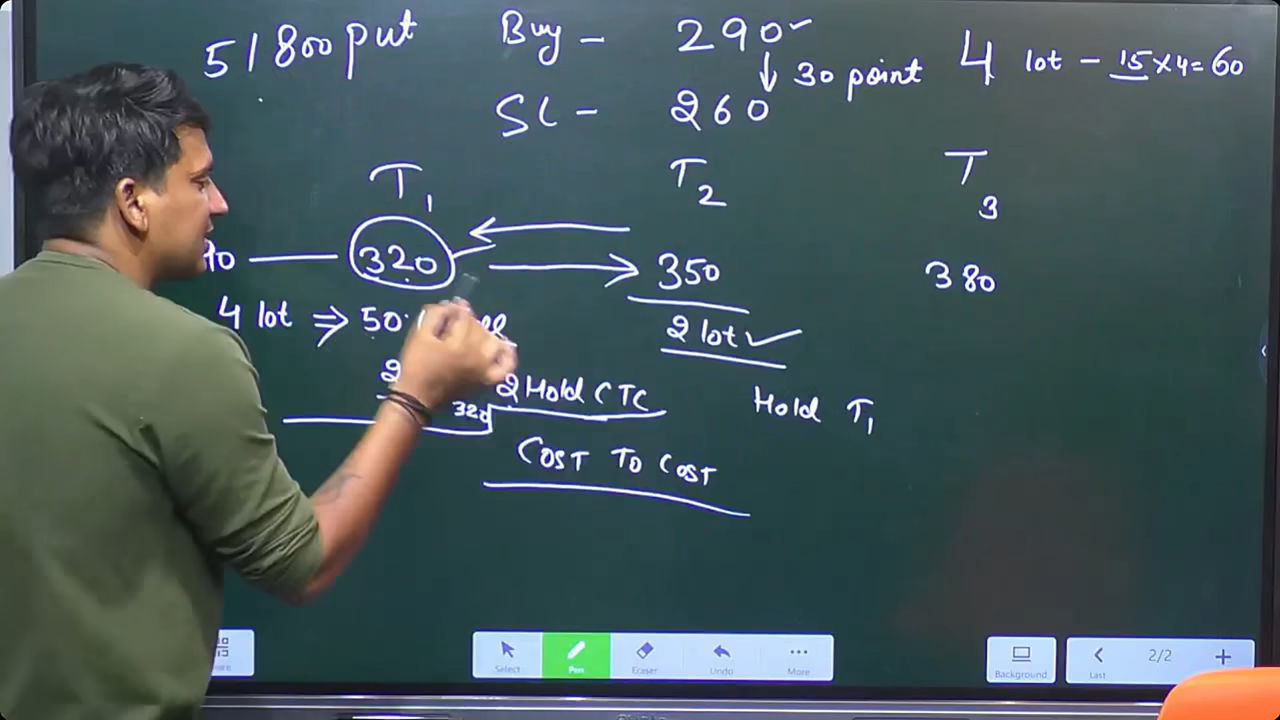 51800 put Buy - 290
30 point 4 lot - 15 x 4 = 60
SL - 260
T1 T2 T3
320 350 380
4 lot ⇒ 50
2 lot
2 Hold CTC Hold T1
320
COST TO COST
Select Pen Eraser Undo More
Background Last 2/2